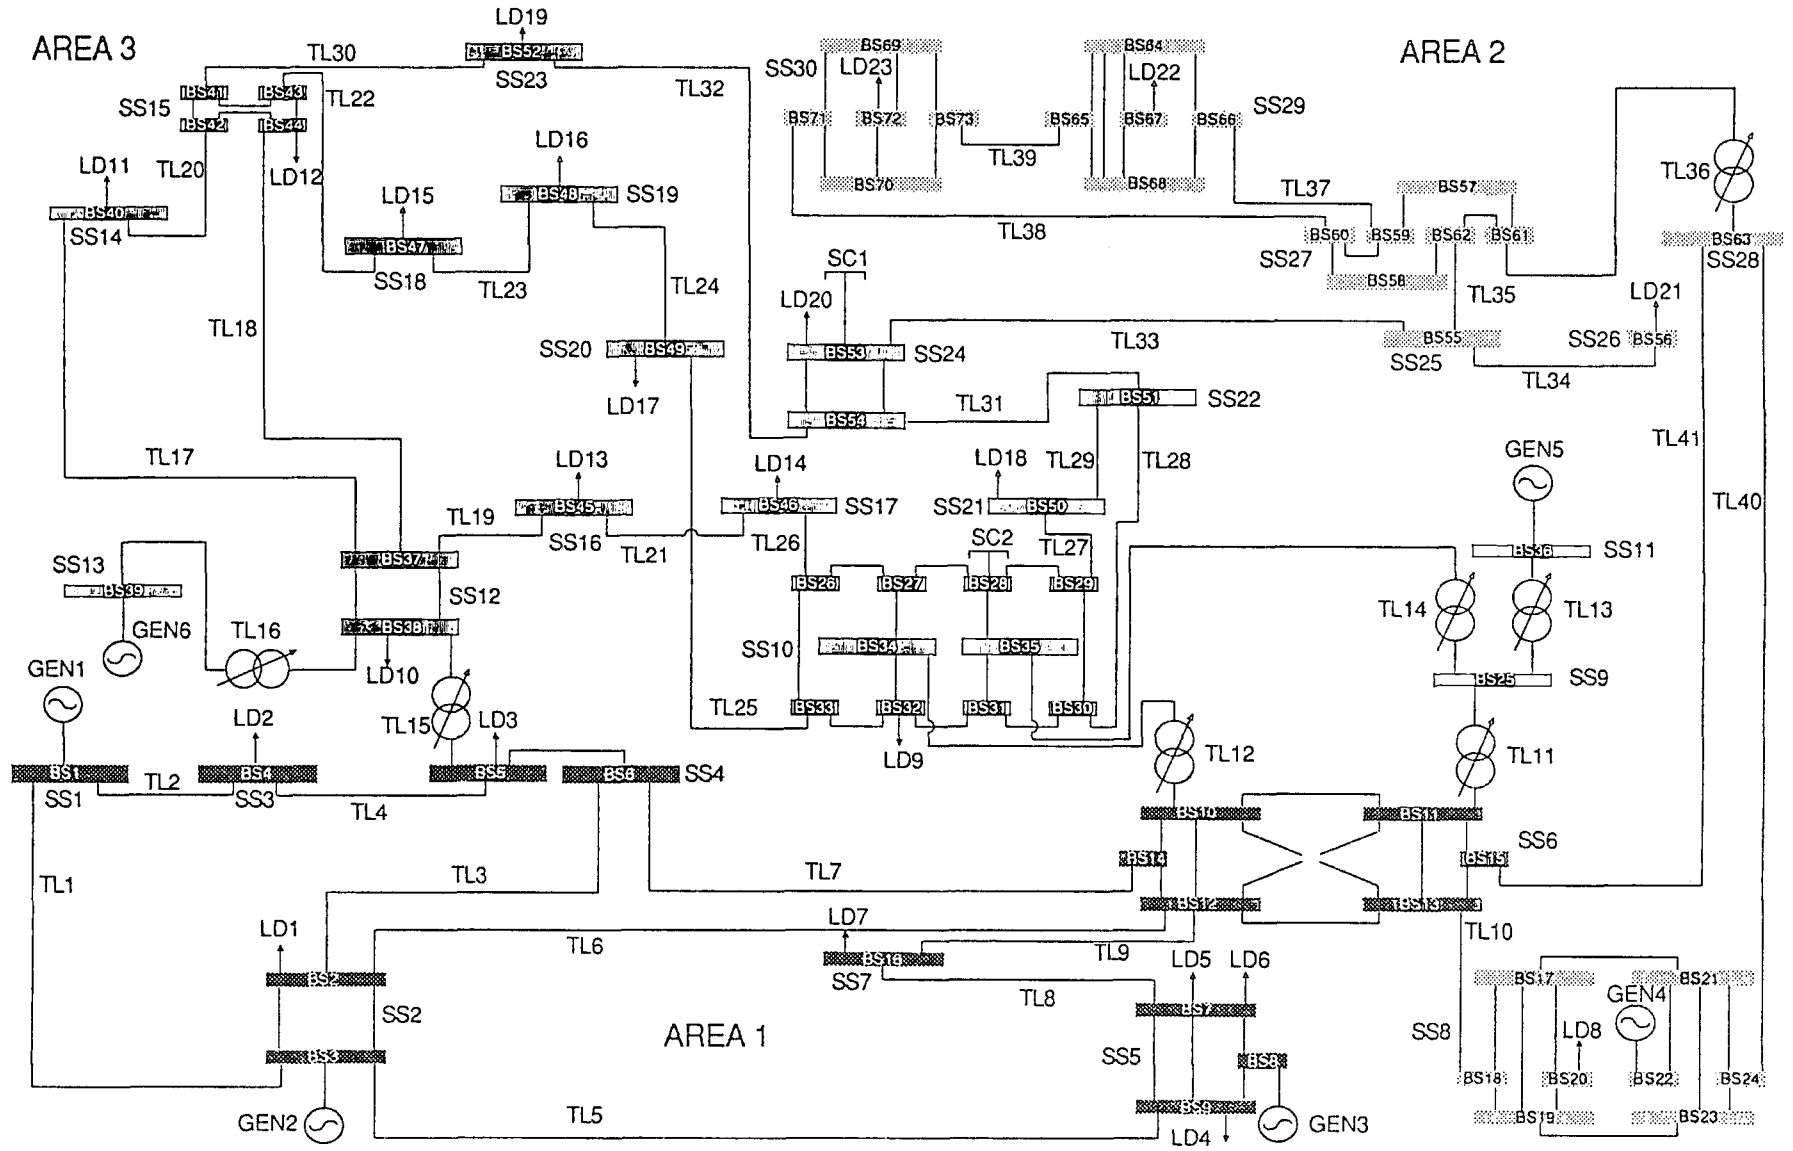 LD19
AREA 3
TL30
BS52
SS23
TL32
BS69
SS30
LD23
BS64
LD22
AREA 2
SS15
BS41
BS43
TL22
BS42
BS44
BS71
BS72
BS73
BS65
BS67
BS66
SS29
TL39
LD16
LD11
TL20
LD12
TL36
BS70
BS68
TL37
BS57
LD15
BS48
SS19
BS40
SS14
BS47
SS18
TL23
TL38
BS60
BS59
BS62
BS61
SS27
BS63
SS28
BS58
SC1
TL24
LD20
TL35
LD21
TL18
SS20
BS49
BS53
SS24
TL33
BS55
SS25
SS26
BS56
TL34
LD17
TL31
BS54
BS51
SS22
TL41
TL17
LD13
LD14
LD18
TL29
TL28
GEN5
BS45
BS46
SS17
SS21
BS50
TL40
TL19
SS16
TL21
TL26
SC2
TL27
SS13
BS37
BS36
SS11
BS39
SS12
BS26
BS27
BS28
BS29
TL14
TL13
GEN6
TL16
BS38
SS10
BS34
BS35
GEN1
LD10
BS25
SS9
LD2
TL15
LD3
TL25
BS33
BS32
BS31
BS30
LD9
TL12
TL11
BS1
BS4
BS5
BS6
SS4
SS1
TL2
SS3
TL4
BS10
BS11
SS6
BS14
BS15
TL1
TL3
TL7
BS12
BS13
LD7
TL10
LD1
TL6
TL9
BS16
SS7
LD5
LD6
BS2
BS17
BS21
TL8
GEN4
SS2
AREA 1
BS7
SS8
LD8
BS3
SS5
BS8
BS18
BS20
BS22
BS24
GEN2
TL5
BS9
GEN3
LD4
BS19
BS23